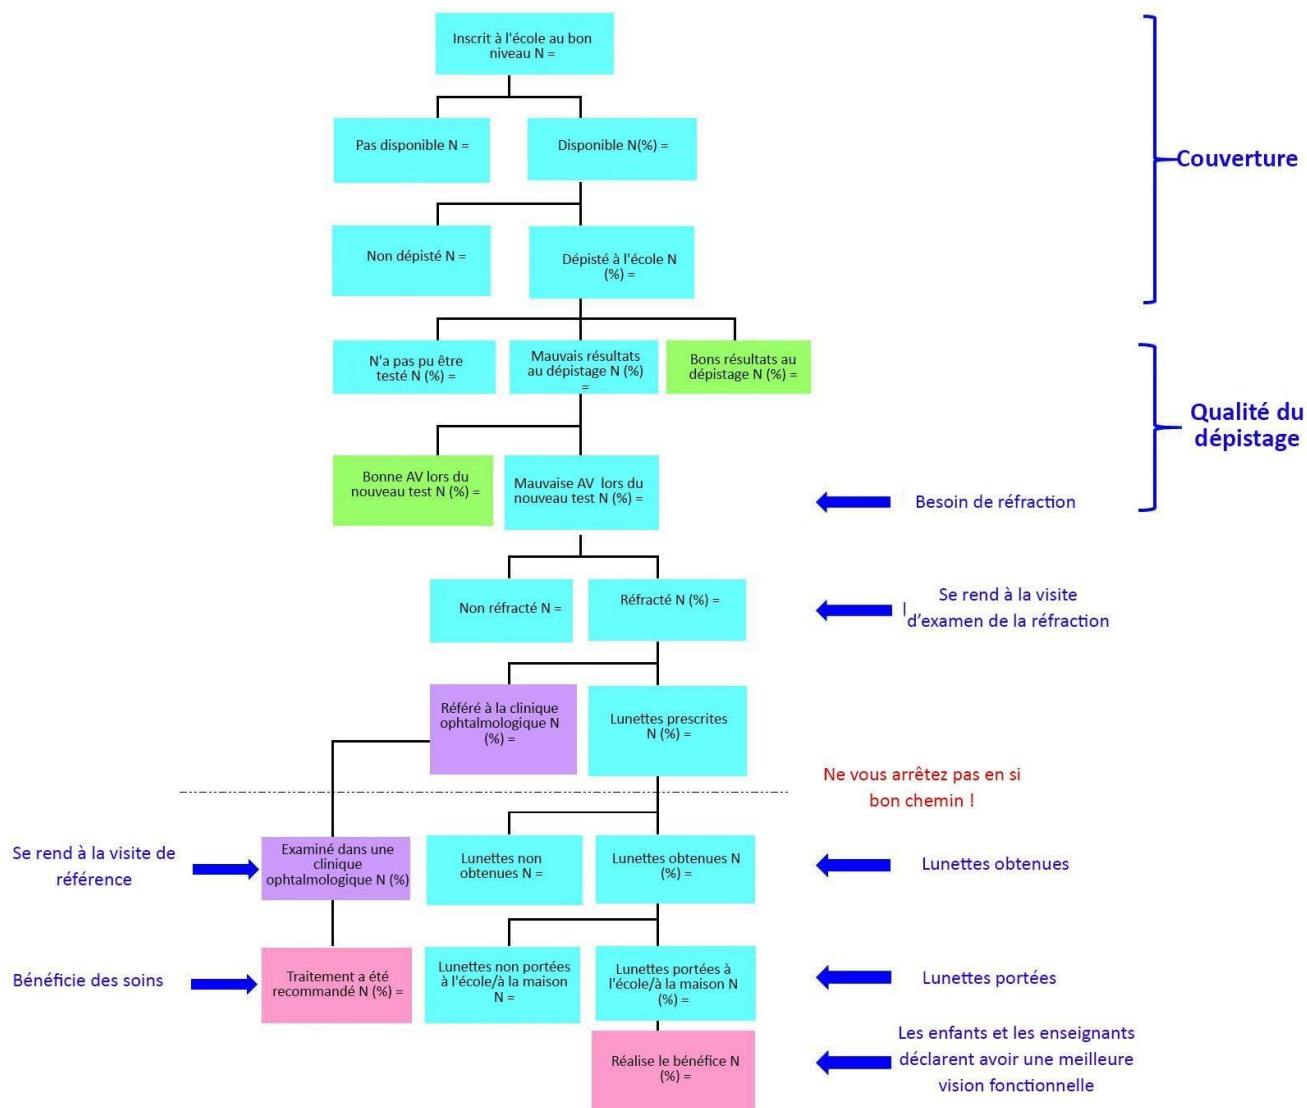 Inscrit à l'école au bon
niveau N =
Pas disponible N =
Disponible N(%) =
Couverture
Non dépisté N =
Dépisté à l'école N
(%) =
N'a pas pu être
testé N (%) =
Mauvais résultats
au dépistage N (%)
=
Bons résultats au
dépistage N (%) =
Qualité du
dépistage
Bonne AV lors du
nouveau test N (%) =
Mauvaise AV lors du
nouveau test N (%) =
Besoin de réfraction
Non réfracté N =
Réfracté N (%) =
Se rend à la visite
d’examen de la réfraction
Référé à la clinique
ophtalmologique N
(%) =
Lunettes prescrites
N (%) =
Ne vous arrêtez pas en si
bon chemin !
Se rend à la visite de
référence
Examiné dans une
clinique
ophtalmologique N (%)
Lunettes non
obtenues N =
Lunettes obtenues N
(%) =
Lunettes obtenues
Bénéficie des soins
Traitement a été
recommandé N (%) =
Lunettes non portées
à l'école/à la maison
N =
Lunettes portées à
l'école/à la maison N
(%) =
Lunettes portées
Réalise le bénéfice N
(%) =
Les enfants et les enseignants
déclarent avoir une meilleure
vision fonctionnelle